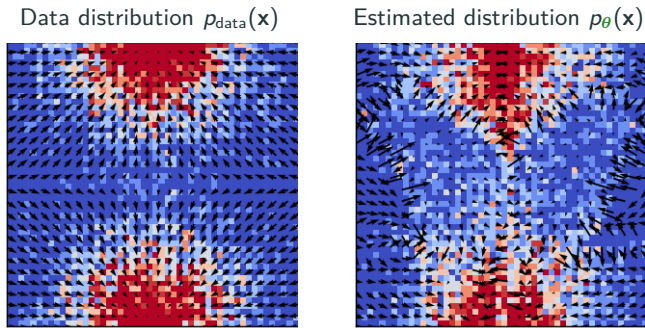 Data distribution p_data(x)
Estimated distribution p_θ(x)